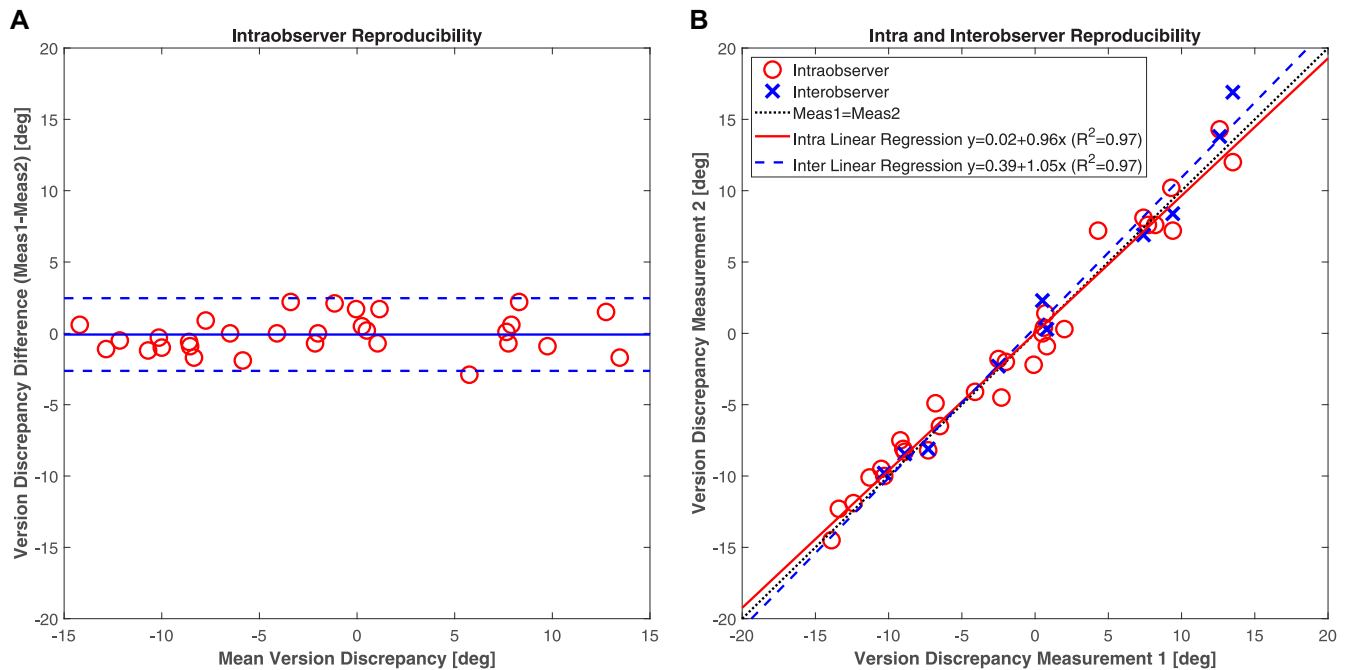 A
Intraobserver Reproducibility
Version Discrepancy Difference (Meas1-Meas2) [deg]
20
15
10
5
0
-5
-10
-15
-20
-15
-10
-5
0
5
10
15
Mean Version Discrepancy [deg]
B
Intra and Interobserver Reproducibility
Version Discrepancy Measurement 2 [deg]
20
15
10
5
0
-5
-10
-15
-20
Intraobserver
Interobserver
Meas1=Meas2
Intra Linear Regression y=0.02+0.96x (R²=0.97)
Inter Linear Regression y=0.39+1.05x (R²=0.97)
-20
-15
-10
-5
0
5
10
15
20
Version Discrepancy Measurement 1 [deg]